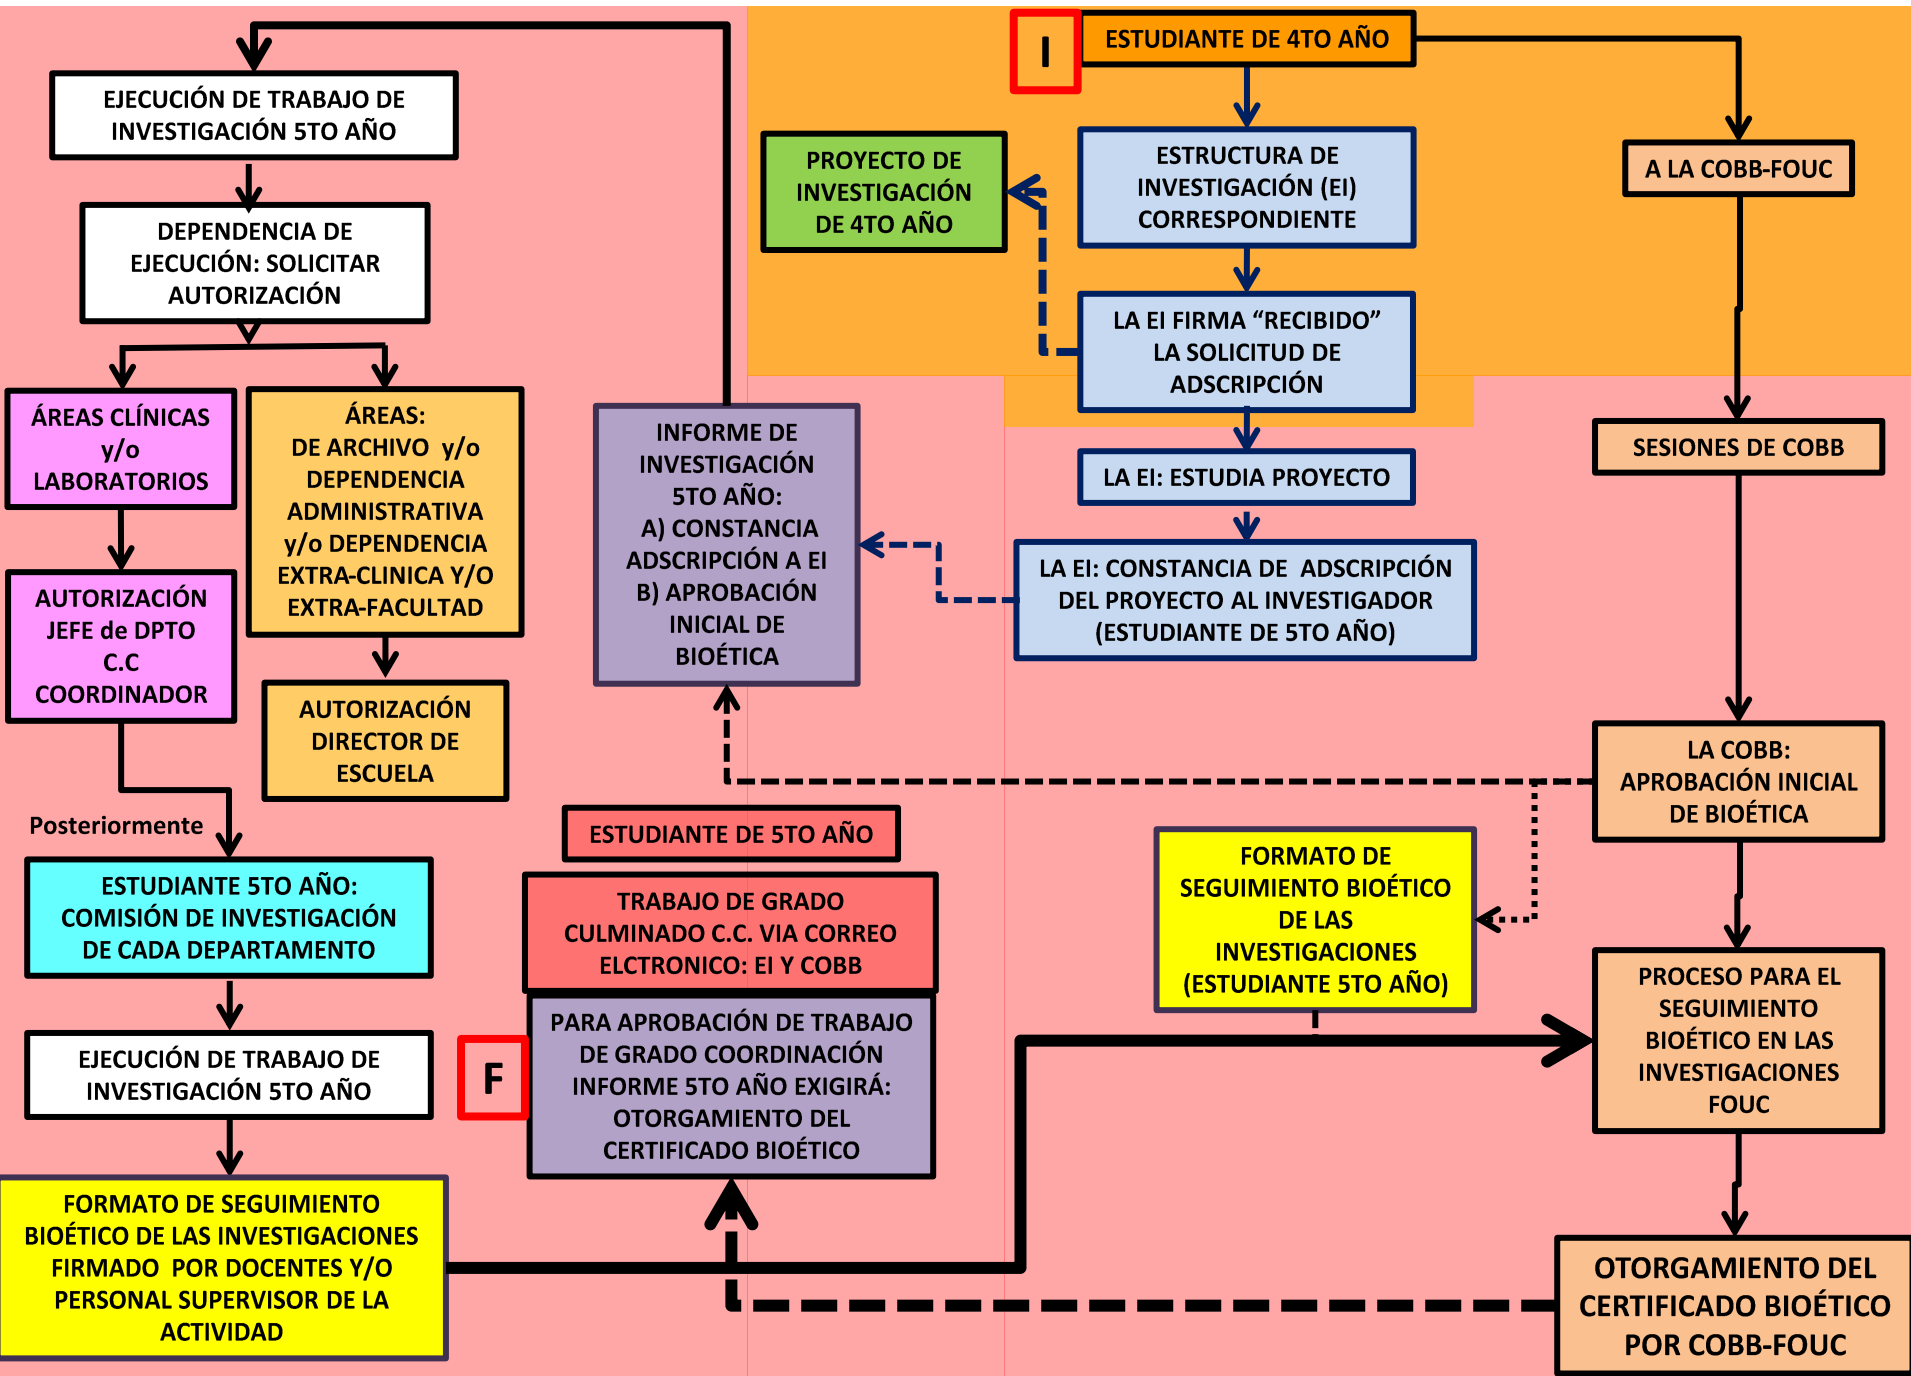 I
ESTUDIANTE DE 4TO AÑO
ESTRUCTURA DE
INVESTIGACIÓN (EI)
CORRESPONDIENTE
PROYECTO DE
INVESTIGACIÓN
DE 4TO AÑO
LA EI FIRMA “RECIBIDO”
LA SOLICITUD DE
ADSCRIPCIÓN
LA EI: ESTUDIA PROYECTO
LA EI: CONSTANCIA DE ADSCRIPCIÓN
DEL PROYECTO AL INVESTIGADOR
(ESTUDIANTE DE 5TO AÑO)
A LA COBB-FOUC
SESIONES DE COBB
LA COBB:
APROBACIÓN INICIAL
DE BIOÉTICA
FORMATO DE
SEGUIMIENTO BIOÉTICO
DE LAS
INVESTIGACIONES
(ESTUDIANTE 5TO AÑO)
PROCESO PARA EL
SEGUIMIENTO
BIOÉTICO EN LAS
INVESTIGACIONES
FOUC
OTORGAMIENTO DEL
CERTIFICADO BIOÉTICO
POR COBB-FOUC
INFORME DE
INVESTIGACIÓN
5TO AÑO:
A) CONSTANCIA
ADSCRIPCIÓN A EI
B) APROBACIÓN
INICIAL DE
BIOÉTICA
EJECUCIÓN DE TRABAJO DE
INVESTIGACIÓN 5TO AÑO
DEPENDENCIA DE
EJECUCIÓN: SOLICITAR
AUTORIZACIÓN
ÁREAS CLÍNICAS
y/o
LABORATORIOS
AUTORIZACIÓN
JEFE de DPTO
C.C
COORDINADOR
ÁREAS:
DE ARCHIVO y/o
DEPENDENCIA
ADMINISTRATIVA
y/o DEPENDENCIA
EXTRA-CLINICA Y/O
EXTRA-FACULTAD
AUTORIZACIÓN
DIRECTOR DE
ESCUELA
Posteriormente
ESTUDIANTE 5TO AÑO:
COMISIÓN DE INVESTIGACIÓN
DE CADA DEPARTAMENTO
EJECUCIÓN DE TRABAJO DE
INVESTIGACIÓN 5TO AÑO
FORMATO DE SEGUIMIENTO
BIOÉTICO DE LAS INVESTIGACIONES
FIRMADO POR DOCENTES Y/O
PERSONAL SUPERVISOR DE LA
ACTIVIDAD
ESTUDIANTE DE 5TO AÑO
TRABAJO DE GRADO
CULMINADO C.C. VIA CORREO
ELCTRONICO: EI Y COBB
F
PARA APROBACIÓN DE TRABAJO
DE GRADO COORDINACIÓN
INFORME 5TO AÑO EXIGIRÁ:
OTORGAMIENTO DEL
CERTIFICADO BIOÉTICO